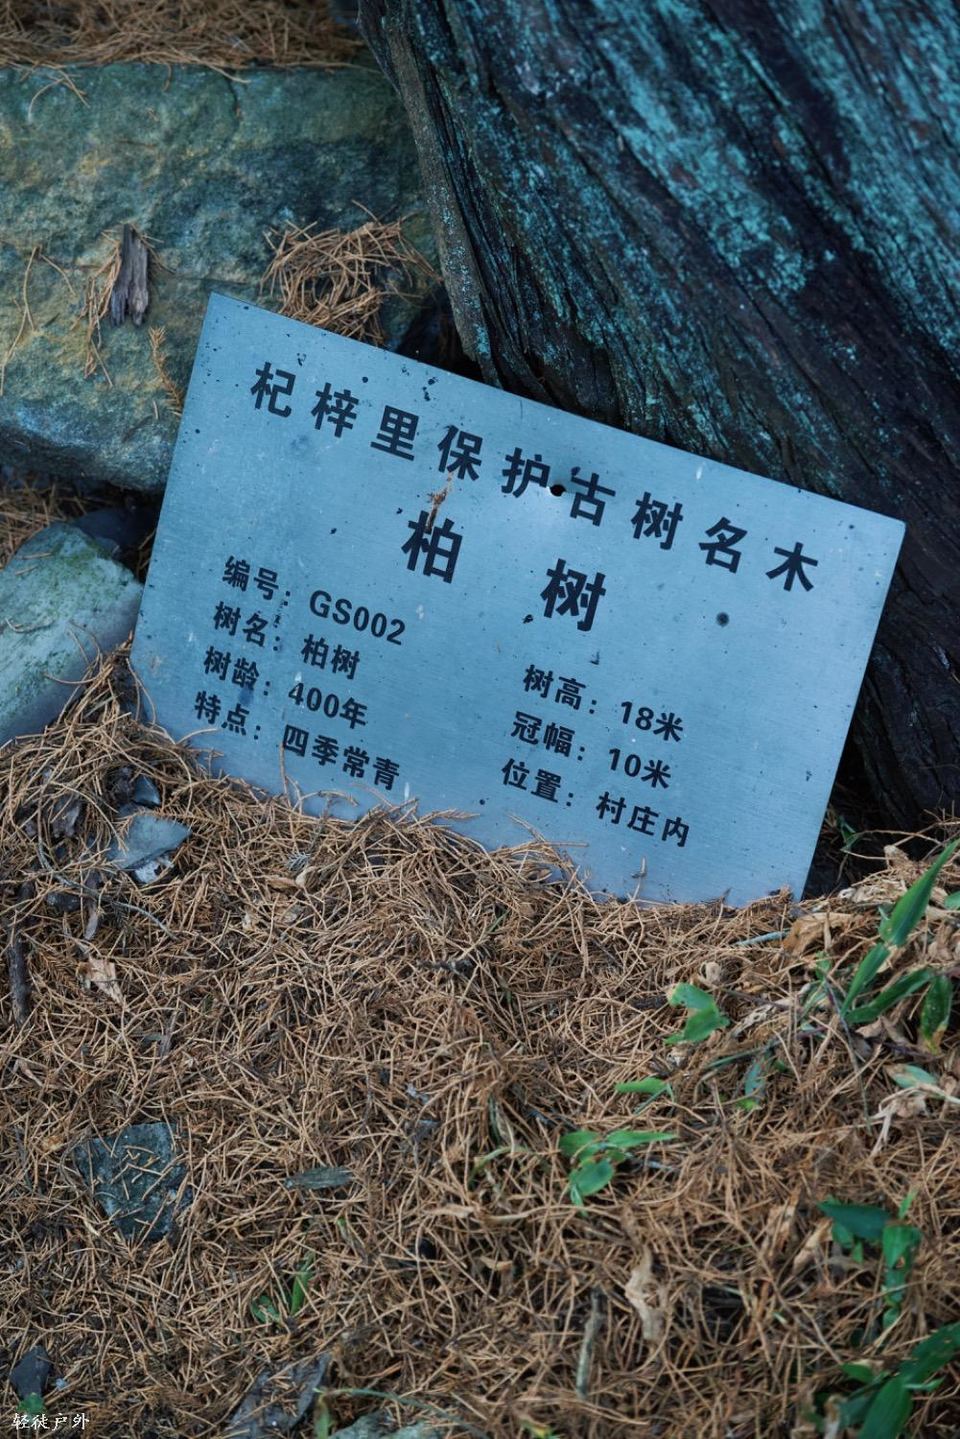 杞梓里保护古树名木
柏树
编号：GS002
树名：柏树
树龄：400年
特点：四季常青
树高：18米
冠幅：10米
位置：村庄内
轻徒户外